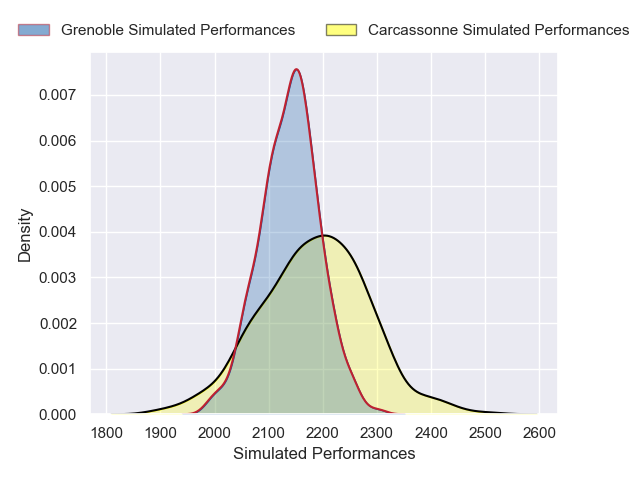 Grenoble Simulated Performances Carcassonne Simulated Performances
0.007
0.006
0.005
0.004
0.003
0.002
0.001
0.000
Density
1800 1900 2000 2100 2200 2300 2400 2500 2600
Simulated Performances